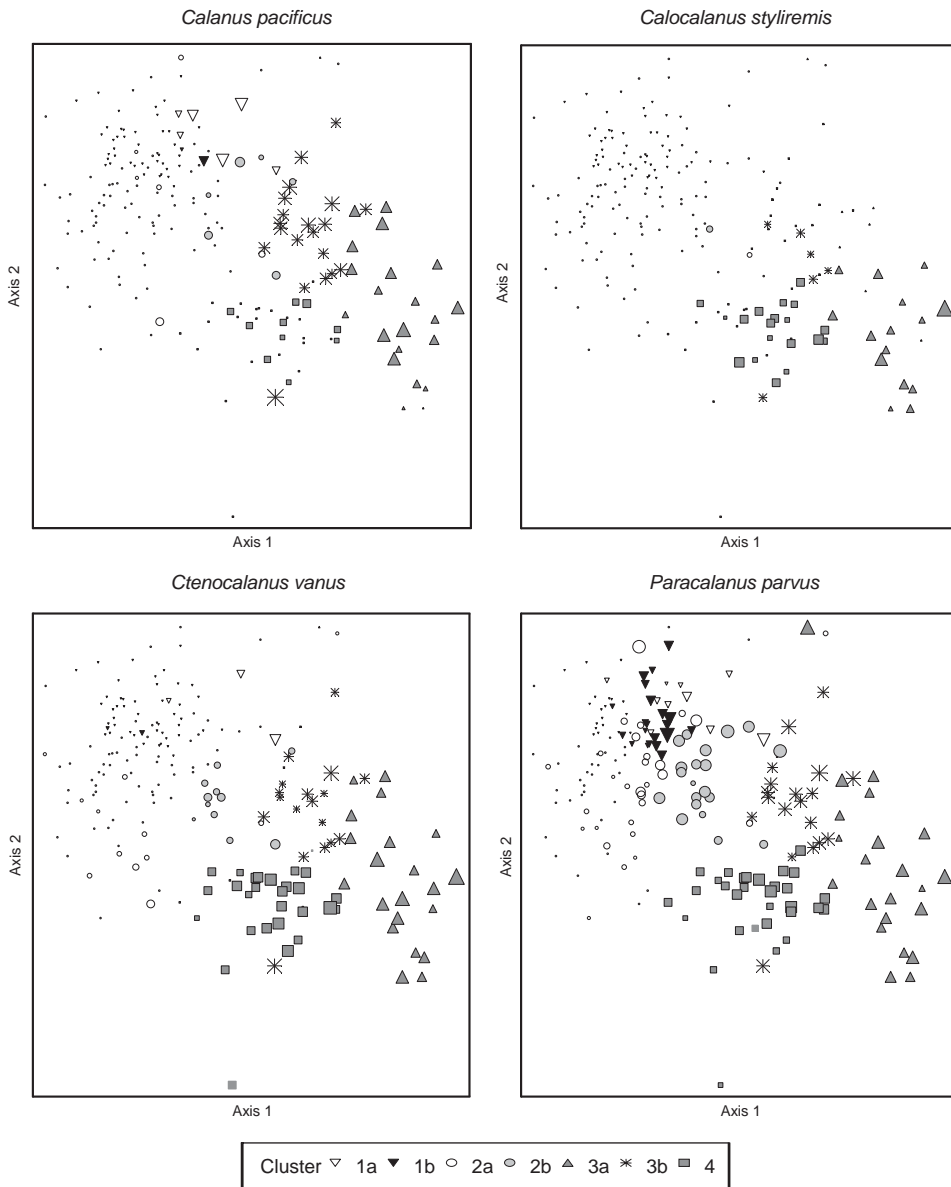 Calanus pacificus
Calocalanus styliremis
Axis 2
Axis 1
Axis 2
Axis 1
Ctenocalanus vanus
Paracalanus parvus
Axis 2
Axis 1
Axis 2
Axis 1
Cluster 1a 1b 2a 2b 3a 3b 4